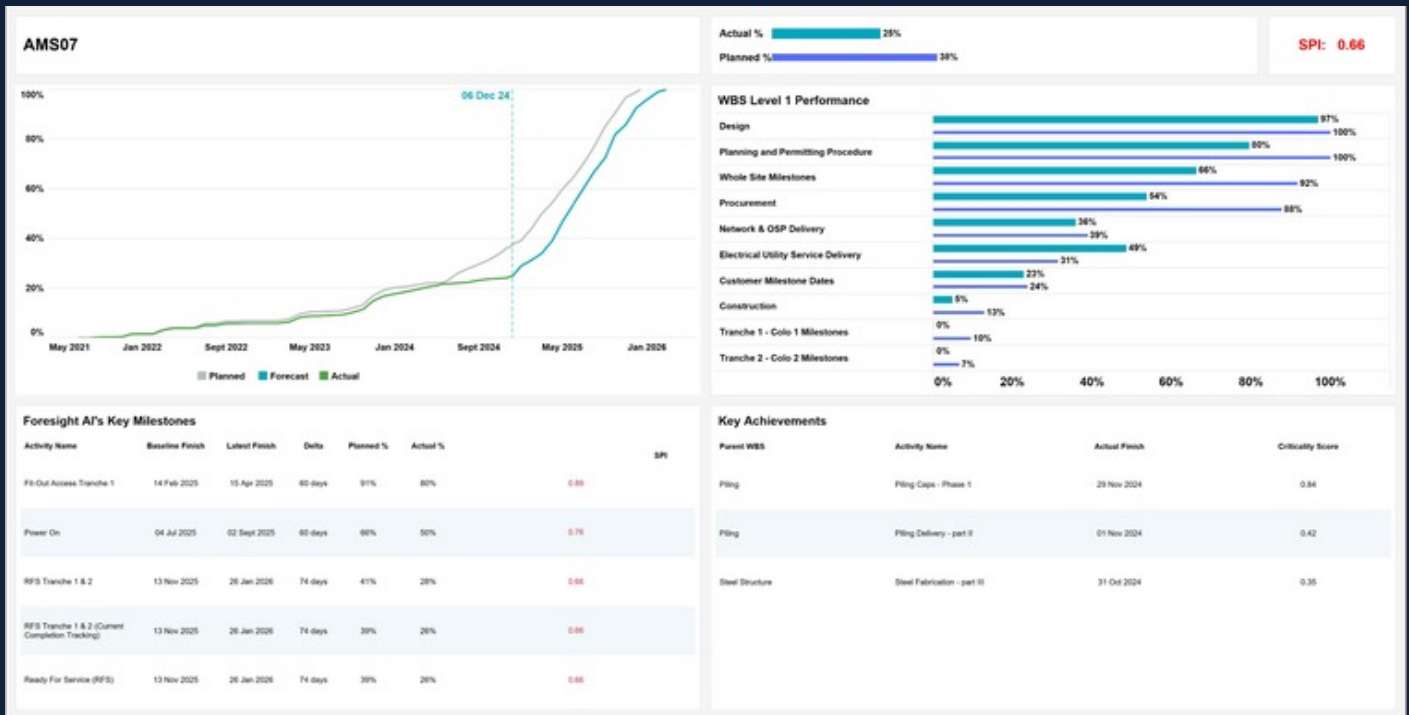 AMS07
Actual % 25%
Planned % 38%
SPI: 0.66
100%
80%
60%
40%
20%
0%
06 Dec 24
May 2021 Jan 2022 Sept 2022 May 2023 Jan 2024 Sept 2024 May 2025 Jan 2026
Planned Forecast Actual
WBS Level 1 Performance
Design 97% 100%
Planning and Permitting Procedure 80% 100%
Whole Site Milestones 66% 92%
Procurement 54% 88%
Network & OSP Delivery 36% 39%
Electrical Utility Service Delivery 49% 31%
Customer Milestone Dates 23% 24%
Construction 5% 13%
Tranche 1 - Colo 1 Milestones 0% 10%
Tranche 2 - Colo 2 Milestones 0% 7%
0% 20% 40% 60% 80% 100%
Foresight AI's Key Milestones
Activity Name Baseline Finish Latest Finish Delta Planned % Actual % SPI
Fit-Out Access Tranche 1 14 Feb 2025 15 Apr 2025 60 days 91% 80% 0.89
Power On 04 Jul 2025 02 Sept 2025 60 days 66% 50% 0.76
RFS Tranche 1 & 2 13 Nov 2025 26 Jan 2026 74 days 41% 28% 0.66
RFS Tranche 1 & 2 (Current
Completion Tracking) 13 Nov 2025 26 Jan 2026 74 days 39% 26% 0.66
Ready For Service (RFS) 13 Nov 2025 26 Jan 2026 74 days 39% 26% 0.66
Key Achievements
Parent WBS Activity Name Actual Finish Criticality Score
Piling Piling Caps - Phase 1 29 Nov 2024 0.84
Piling Piling Delivery - part II 01 Nov 2024 0.42
Steel Structure Steel Fabrication - part III 31 Oct 2024 0.35